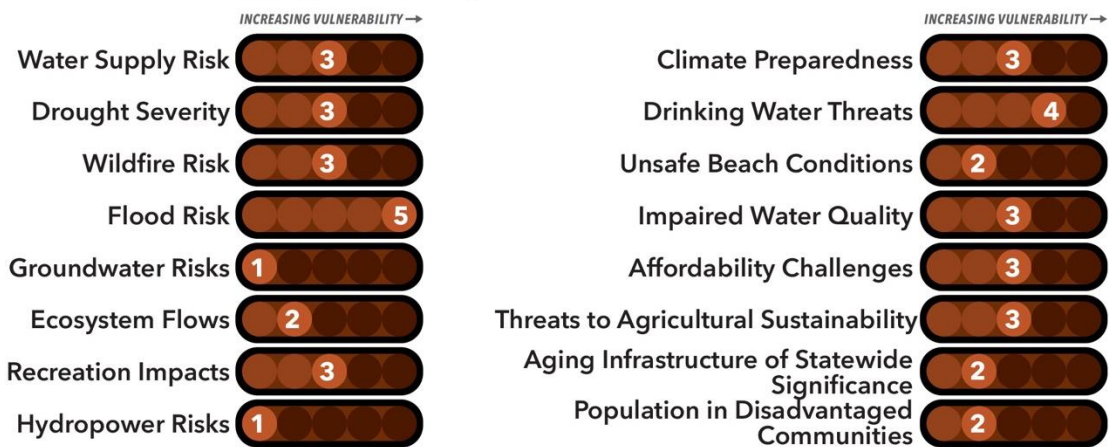 INCREASING VULNERABILITY →
Water Supply Risk 3
Drought Severity 3
Wildfire Risk 3
Flood Risk 5
Groundwater Risks 1
Ecosystem Flows 2
Recreation Impacts 3
Hydropower Risks 1
INCREASING VULNERABILITY →
Climate Preparedness 3
Drinking Water Threats 4
Unsafe Beach Conditions 2
Impaired Water Quality 3
Affordability Challenges 3
Threats to Agricultural Sustainability 3
Aging Infrastructure of Statewide
Significance 2
Population in Disadvantaged
Communities 2